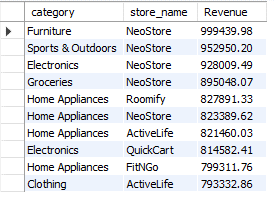 category store_name Revenue
Furniture NeoStore 999439.98
Sports & Outdoors NeoStore 952950.20
Electronics NeoStore 928009.49
Groceries NeoStore 895048.07
Home Appliances Roomify 827891.33
Home Appliances NeoStore 823389.62
Home Appliances ActiveLife 821460.03
Electronics QuickCart 814582.41
Home Appliances FitNGo 799311.76
Clothing ActiveLife 793332.86